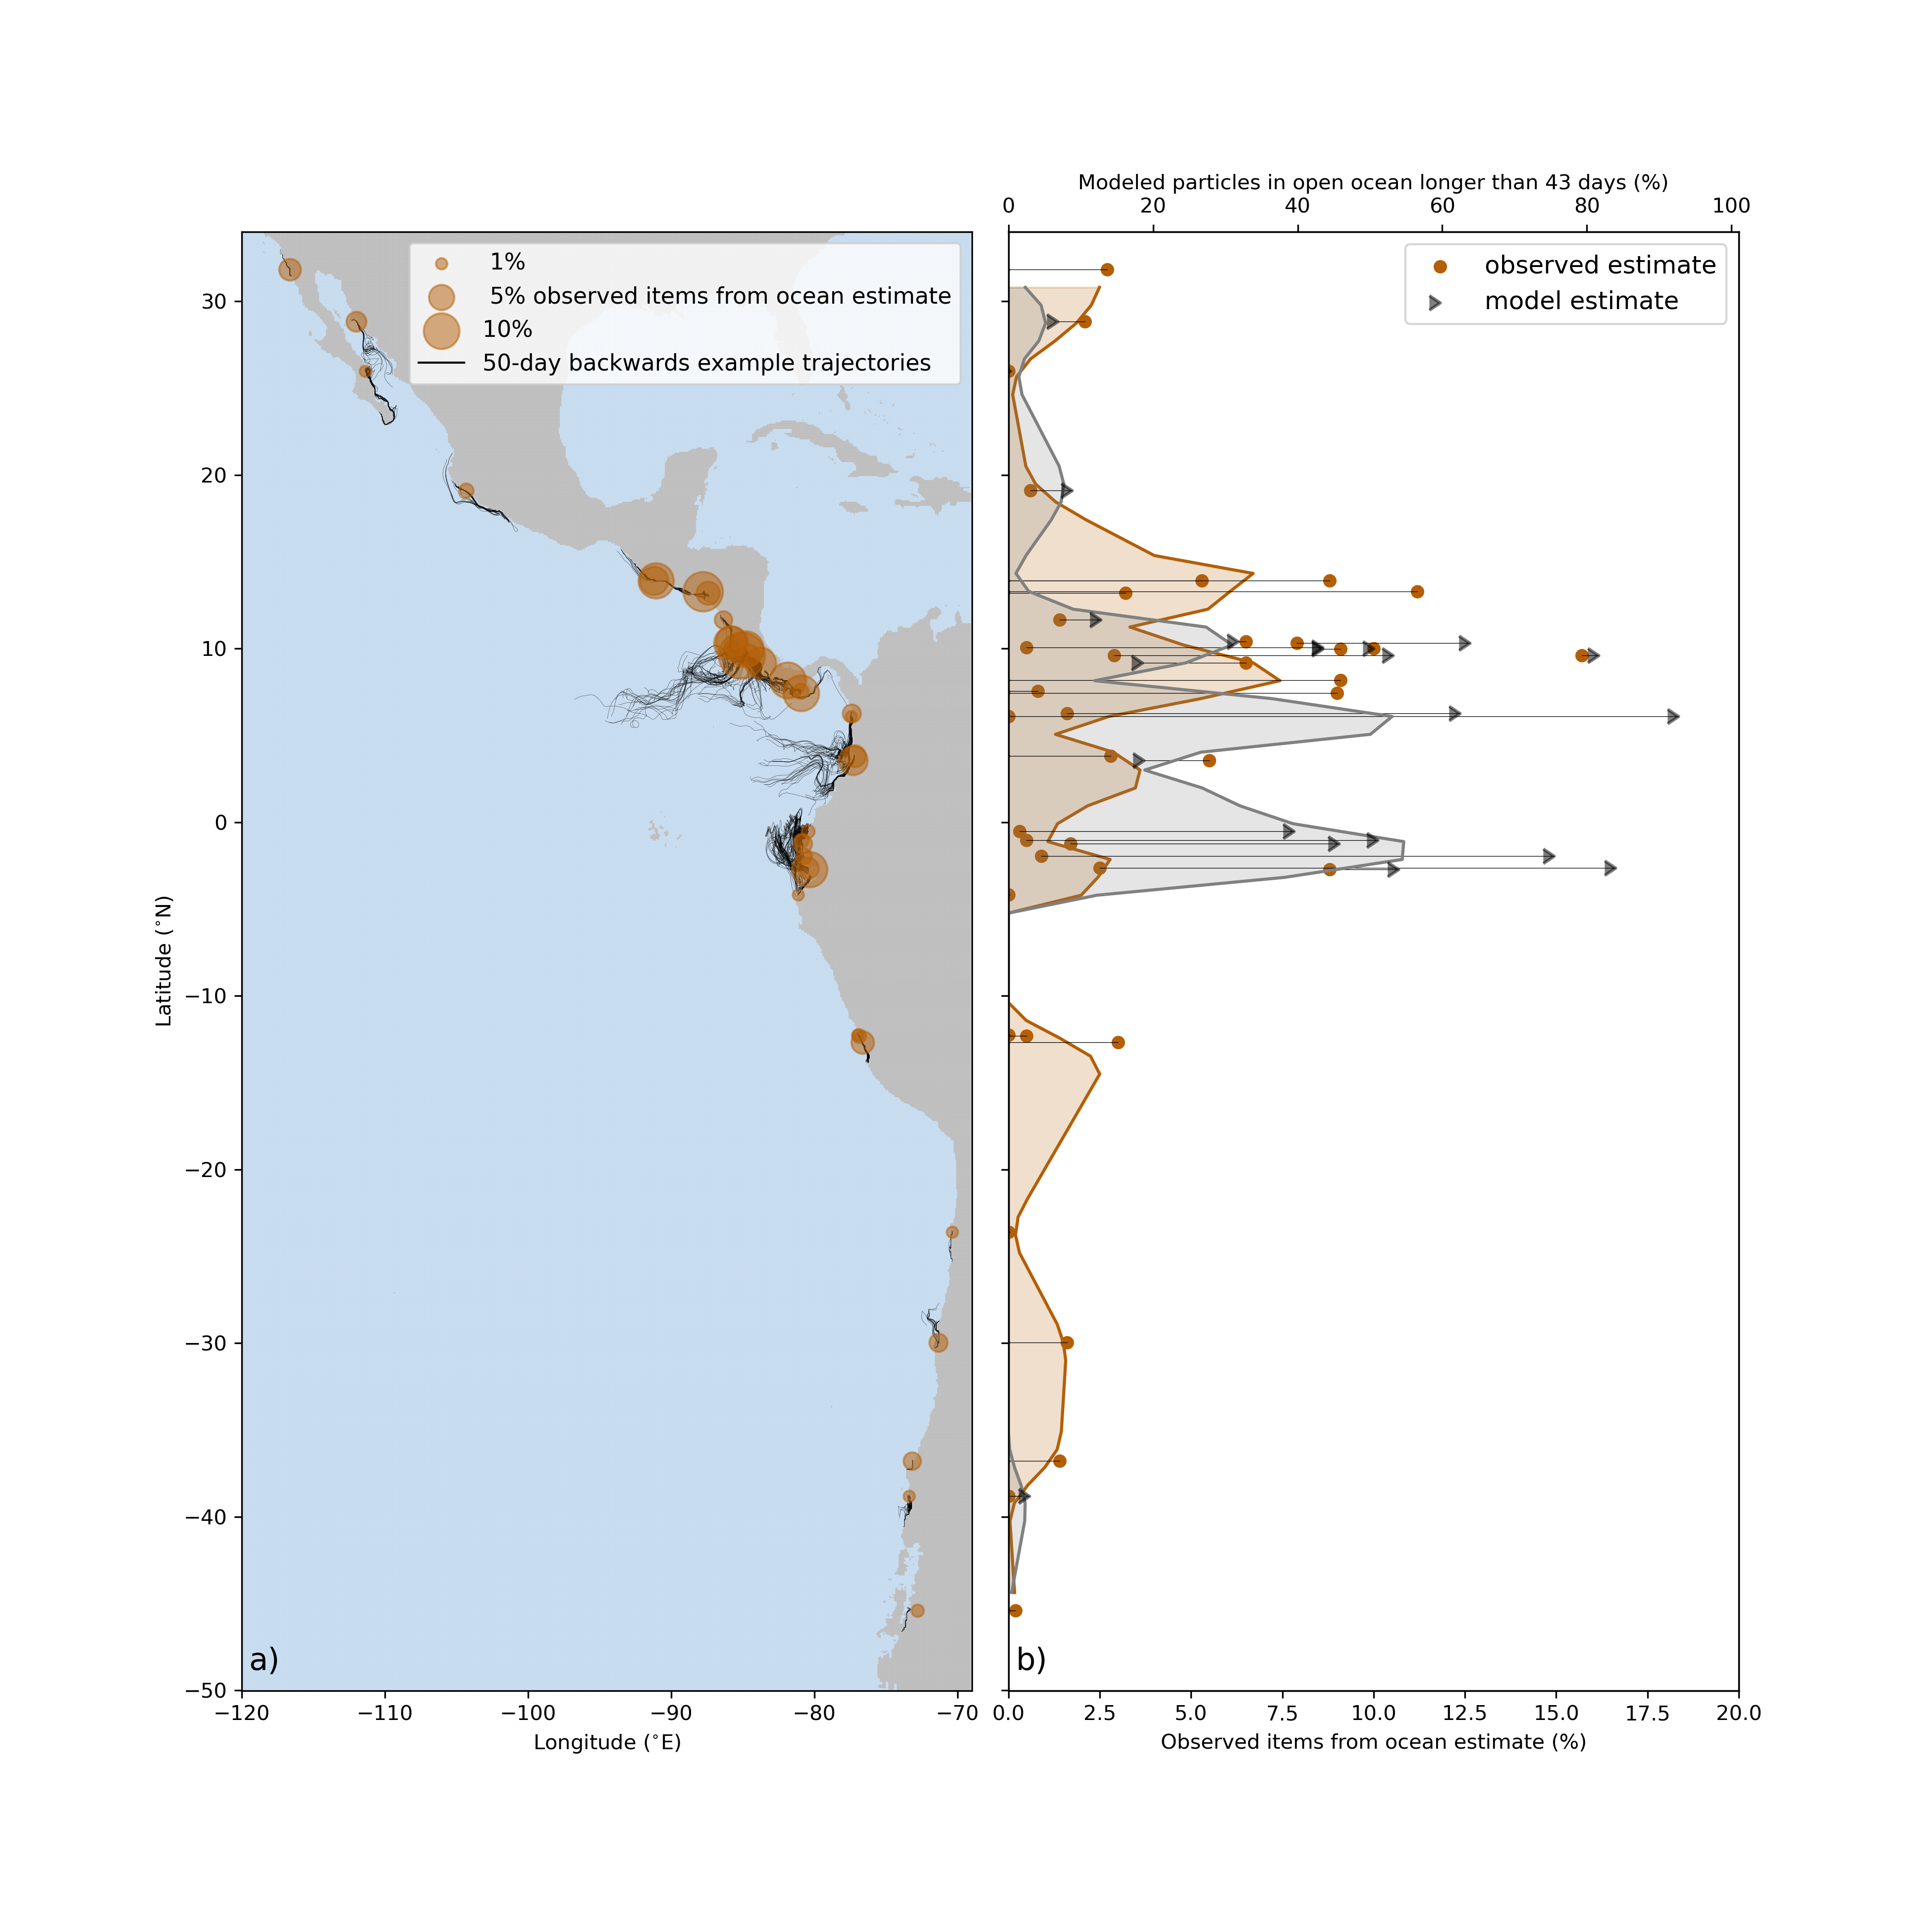 Modeled particles in open ocean longer than 43 days (%)
0 20 40 60 80 100
1%
5% observed items from ocean estimate
10%
50-day backwards example trajectories
observed estimate
model estimate
30
20
10
0
−10
−20
−30
−40
−50
Latitude (°N)
a)
b)
−120 −110 −100 −90 −80 −70
0.0 2.5 5.0 7.5 10.0 12.5 15.0 17.5 20.0
Longitude (°E)
Observed items from ocean estimate (%)